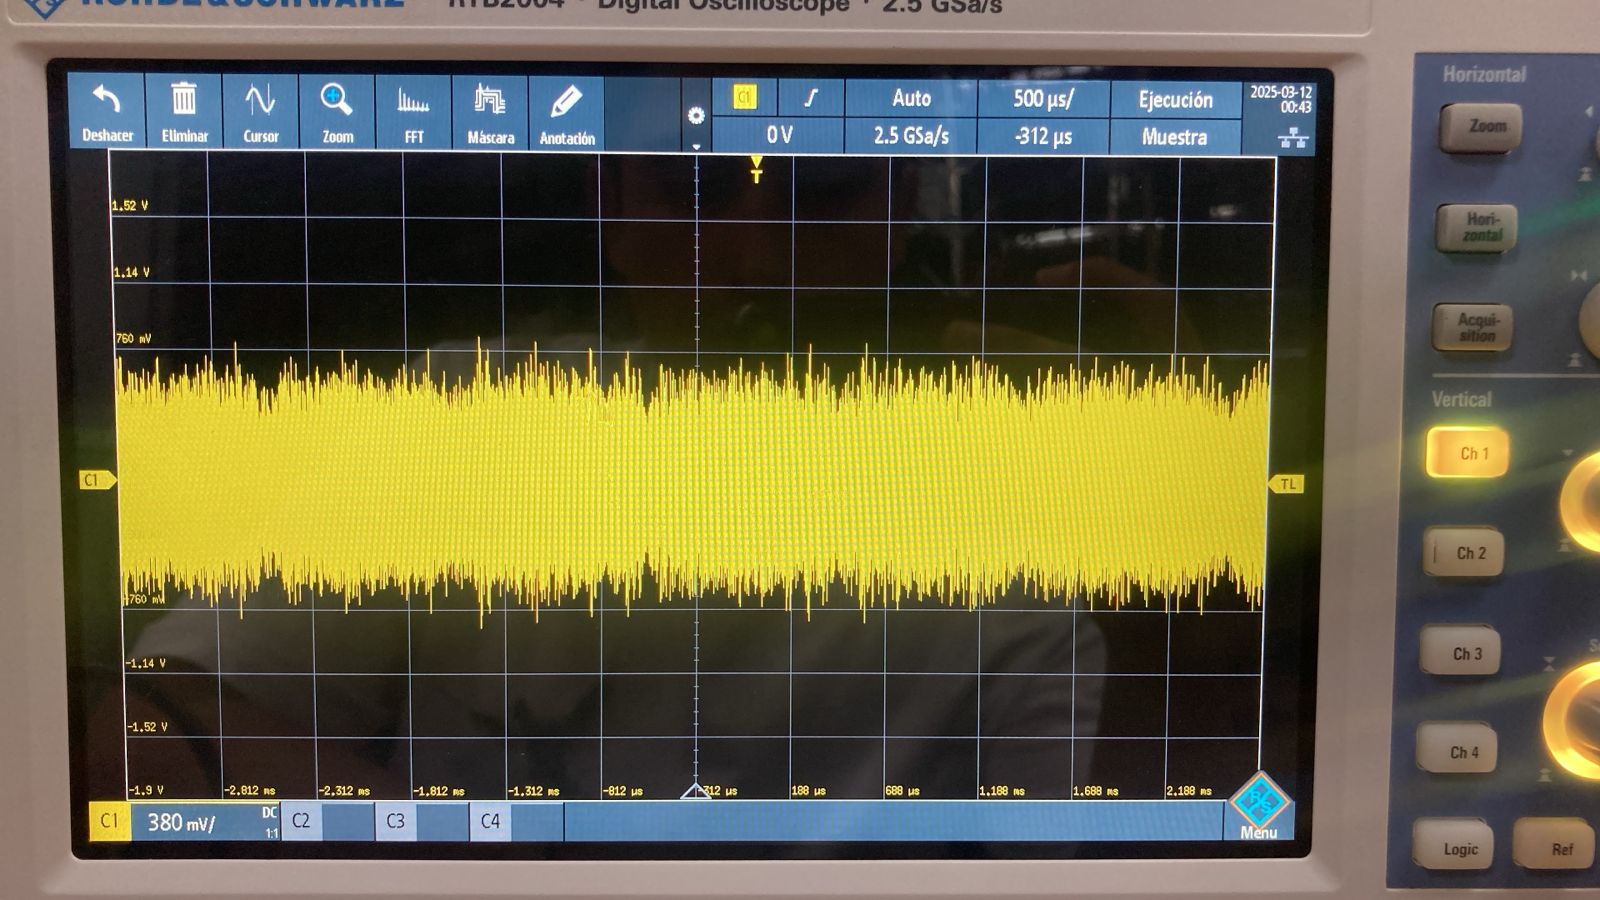 ROHDE&SCHWARZ RTB2004 · Digital Oscilloscope · 2.5 GSa/s
Deshacer Eliminar Cursor Zoom FFT Máscara Anotación
C1 Auto 500 µs/ Ejecución
0 V 2.5 GSa/s -312 µs Muestra
2025-03-12
00:43
T
1.52 V
1.14 V
760 mV
C1 TL
-760 mV
-1.14 V
-1.52 V
-1.9 V -2.812 ms -2.312 ms -1.812 ms -1.312 ms -812 µs -312 µs 188 µs 688 µs 1.188 ms 1.688 ms 2.188 ms
C1 380 mV/ DC
1:1
C2 C3 C4
Menu
Horizontal
Zoom
Hori-
zontal
Acqui-
sition
Vertical
Ch 1
Ch 2
Ch 3
Ch 4
Logic Ref